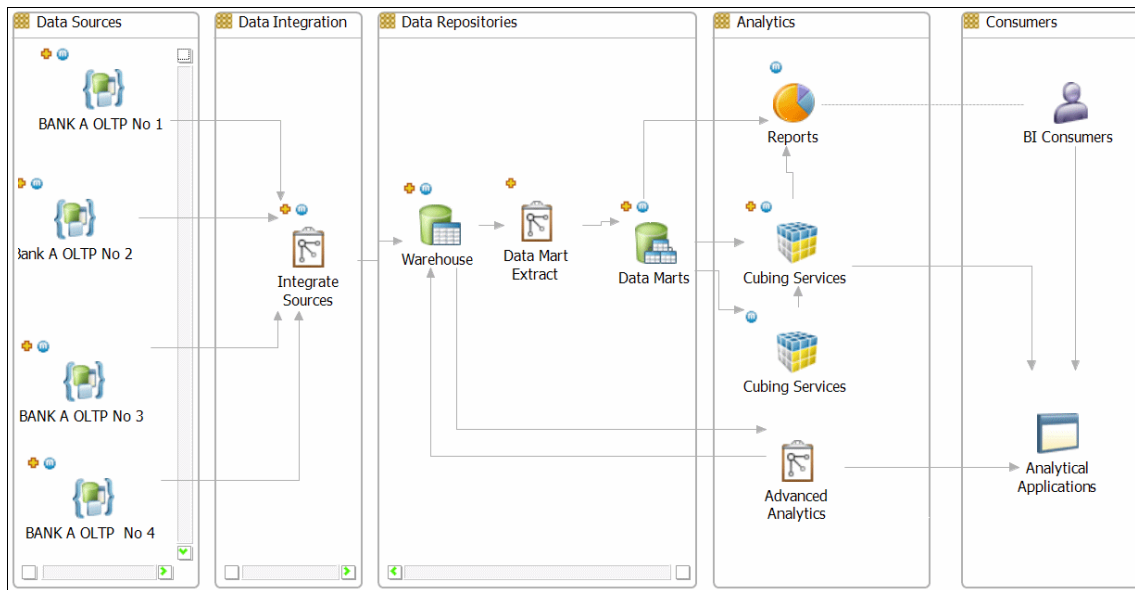 Data Sources
Data Integration
Data Repositories
Analytics
Consumers
BANK A OLTP No 1
Bank A OLTP No 2
BANK A OLTP No 3
BANK A OLTP No 4
Integrate
Sources
Warehouse
Data Mart
Extract
Data Marts
Reports
Cubing Services
Cubing Services
Advanced
Analytics
BI Consumers
Analytical
Applications